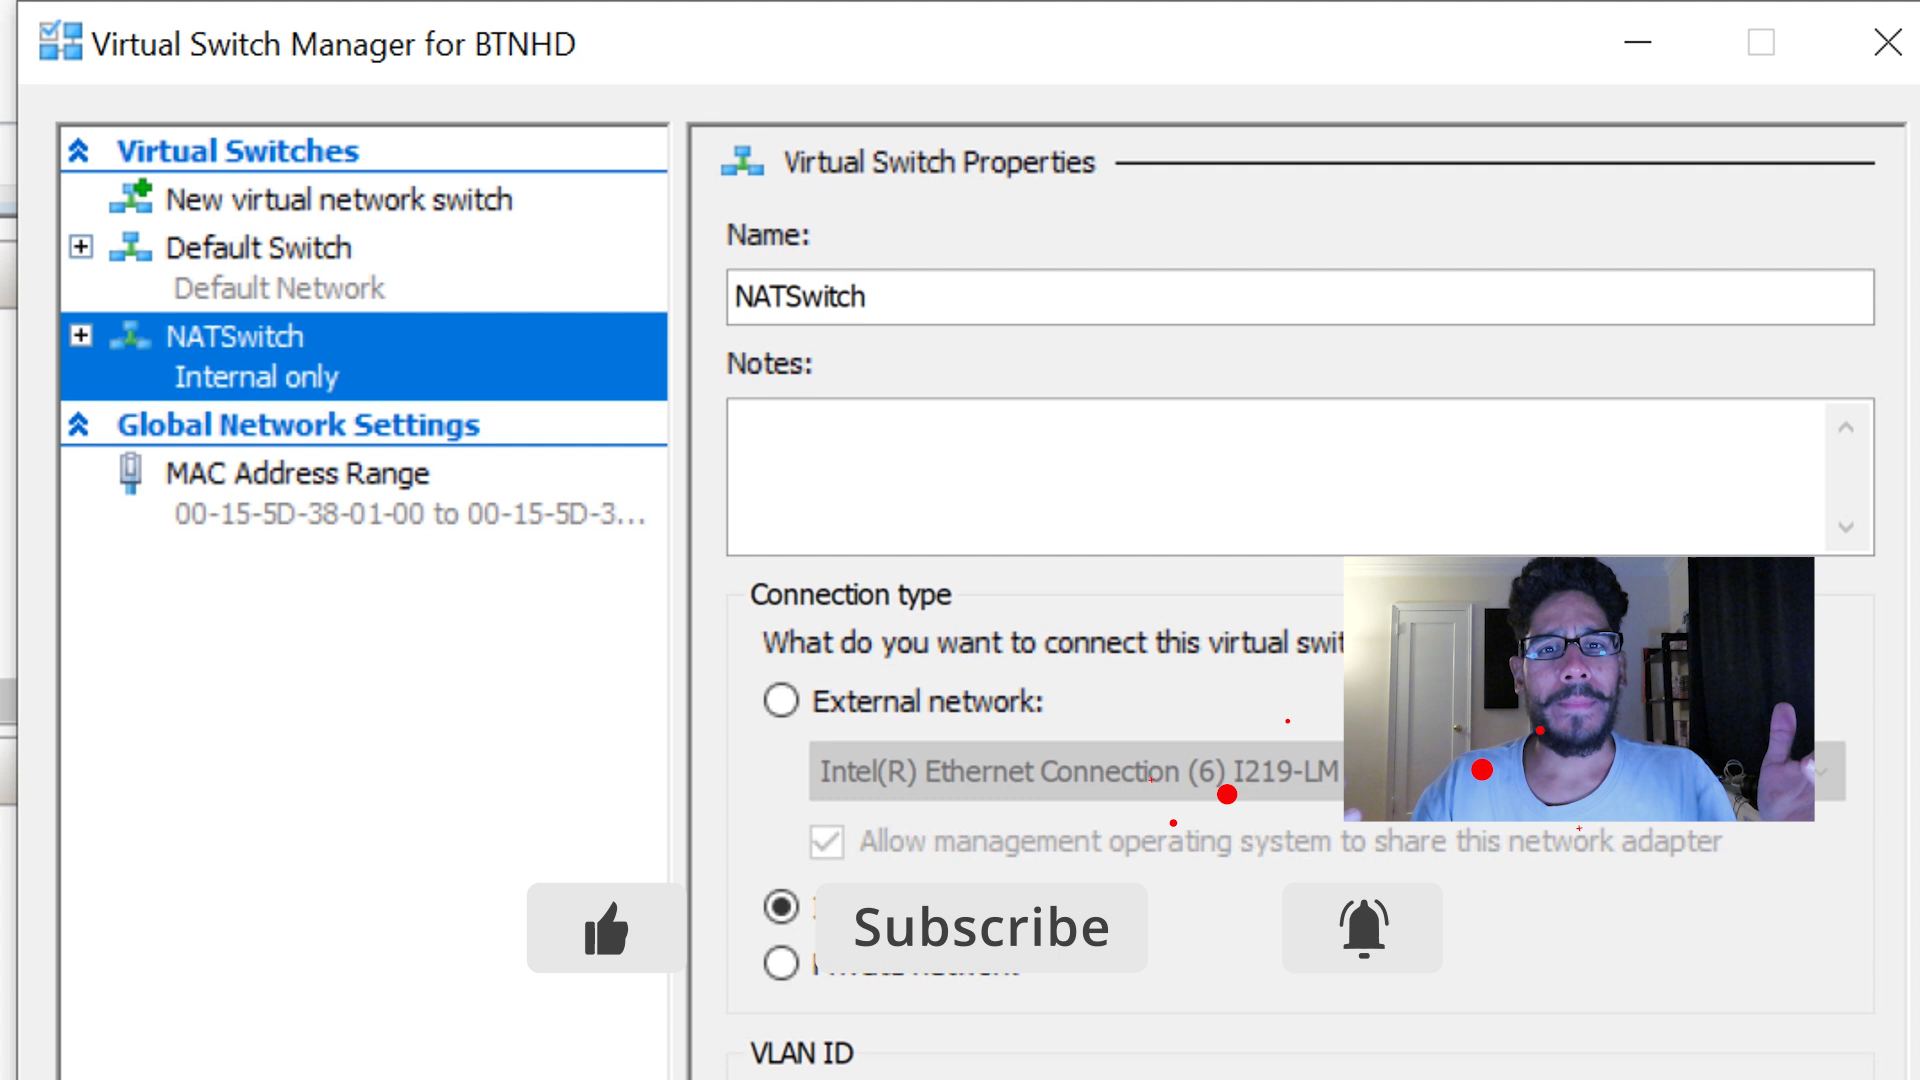 Virtual Switch Manager for BTNHD
Virtual Switches
New virtual network switch
Default Switch
Default Network
NATSwitch
Internal only
Global Network Settings
MAC Address Range
00-15-5D-38-01-00 to 00-15-5D-3...
Virtual Switch Properties
Name:
NATSwitch
Notes:
Connection type
What do you want to connect this virtual swit
External network:
Intel(R) Ethernet Connection (6) I219-LM
Allow management operating system to share this network adapter
Subscribe
VLAN ID